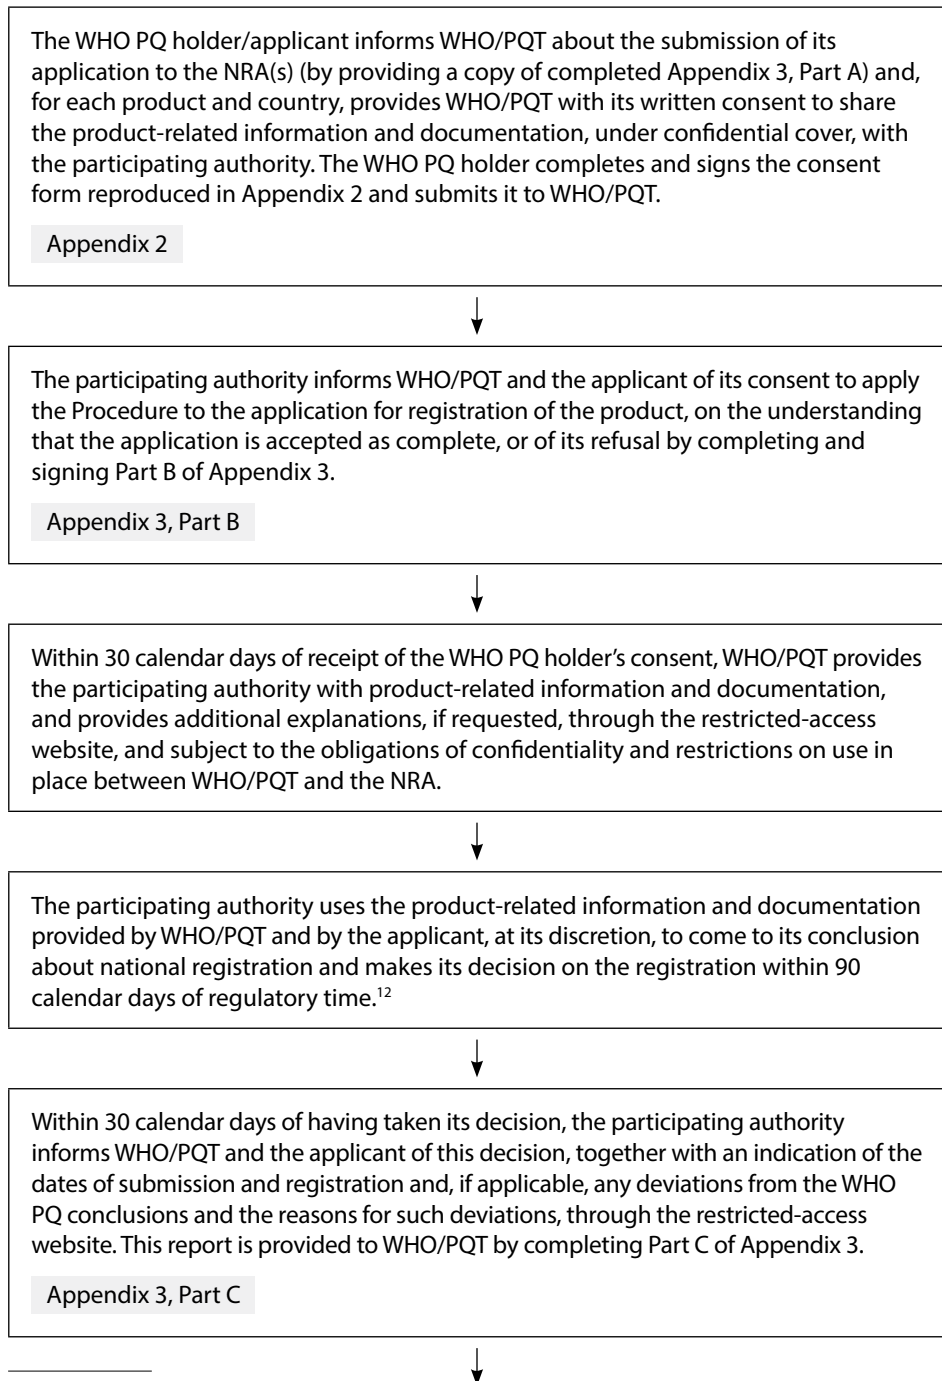 The WHO PQ holder/applicant informs WHO/PQT about the submission of its
application to the NRA(s) (by providing a copy of completed Appendix 3, Part A) and,
for each product and country, provides WHO/PQT with its written consent to share
the product-related information and documentation, under confidential cover, with
the participating authority. The WHO PQ holder completes and signs the consent
form reproduced in Appendix 2 and submits it to WHO/PQT.
Appendix 2
The participating authority informs WHO/PQT and the applicant of its consent to apply
the Procedure to the application for registration of the product, on the understanding
that the application is accepted as complete, or of its refusal by completing and
signing Part B of Appendix 3.
Appendix 3, Part B
Within 30 calendar days of receipt of the WHO PQ holder's consent, WHO/PQT provides
the participating authority with product-related information and documentation,
and provides additional explanations, if requested, through the restricted-access
website, and subject to the obligations of confidentiality and restrictions on use in
place between WHO/PQT and the NRA.
The participating authority uses the product-related information and documentation
provided by WHO/PQT and by the applicant, at its discretion, to come to its conclusion
about national registration and makes its decision on the registration within 90
calendar days of regulatory time.12
Within 30 calendar days of having taken its decision, the participating authority
informs WHO/PQT and the applicant of this decision, together with an indication of the
dates of submission and registration and, if applicable, any deviations from the WHO
PQ conclusions and the reasons for such deviations, through the restricted-access
website. This report is provided to WHO/PQT by completing Part C of Appendix 3.
Appendix 3, Part C